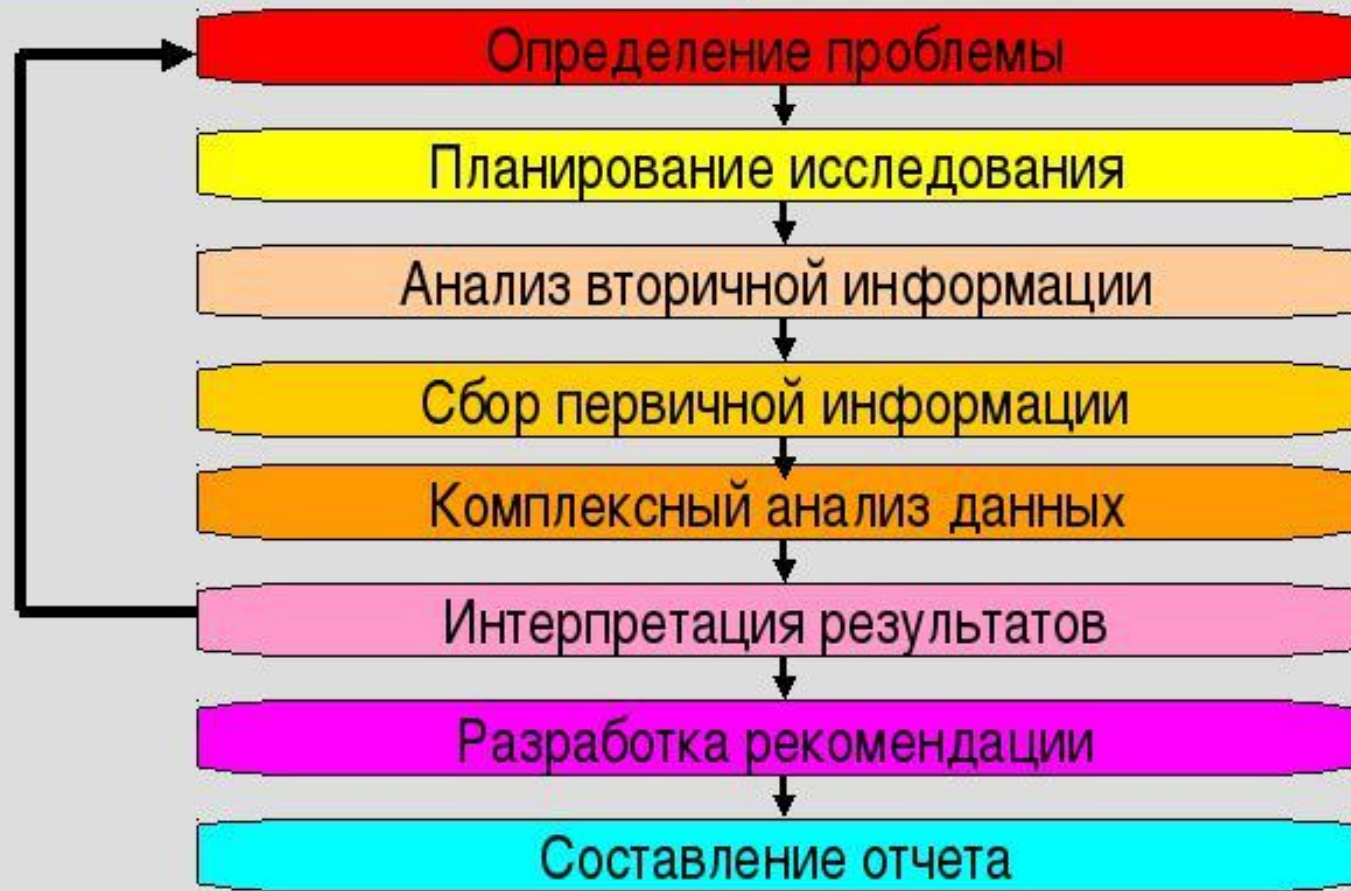 Определение проблемы
Планирование исследования
Анализ вторичной информации
Сбор первичной информации
Комплексный анализ данных
Интерпретация результатов
Разработка рекомендации
Составление отчета